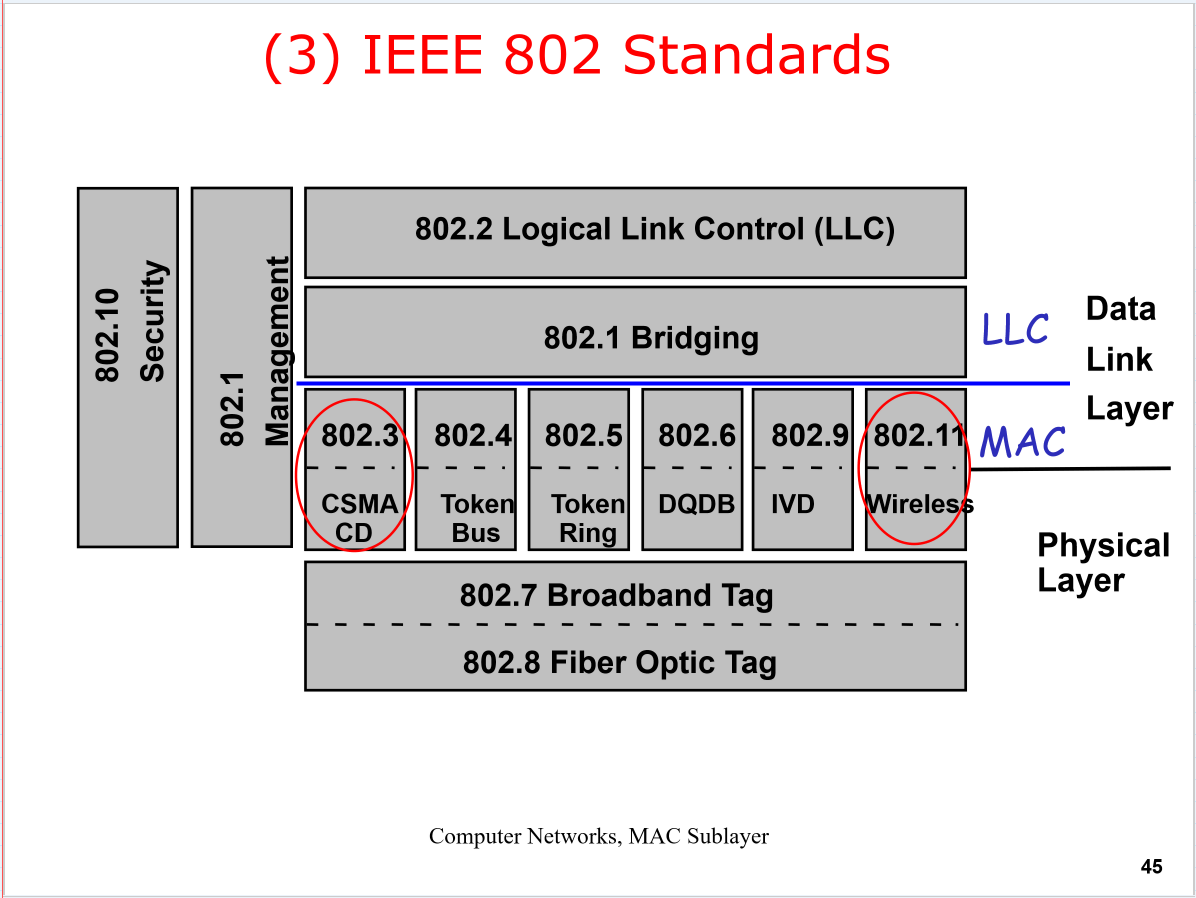 (3) IEEE 802 Standards
802.10
Security
802.1
Management
802.2 Logical Link Control (LLC)
802.1 Bridging
LLC
Data
Link
Layer
802.3
CSMA
CD
802.4
Token
Bus
802.5
Token
Ring
802.6
DQDB
802.9
IVD
802.11
Wireless
MAC
Physical
Layer
802.7 Broadband Tag
802.8 Fiber Optic Tag
Computer Networks, MAC Sublayer
45